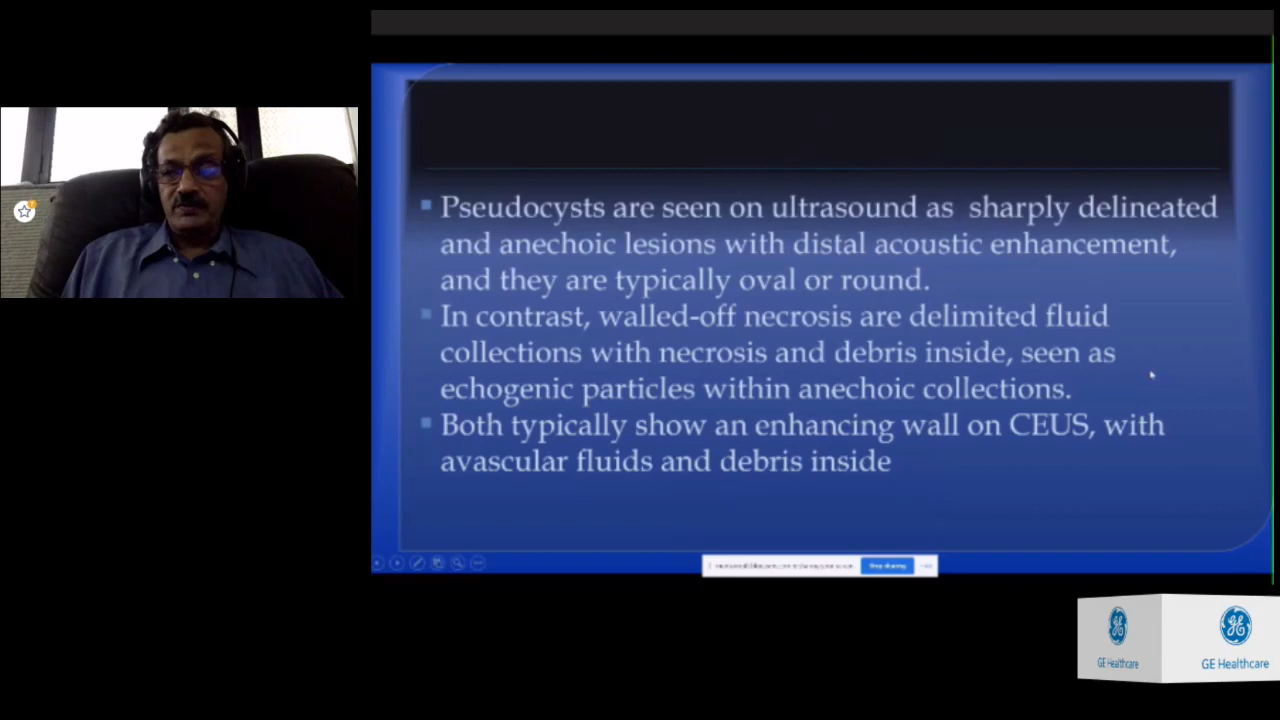 Pseudocysts are seen on ultrasound as sharply delineated
and anechoic lesions with distal acoustic enhancement,
and they are typically oval or round.
In contrast, walled-off necrosis are delimited fluid
collections with necrosis and debris inside, seen as
echogenic particles within anechoic collections.
Both typically show an enhancing wall on CEUS, with
avascular fluids and debris inside
Stop sharing
GE Healthcare
GE Healthcare